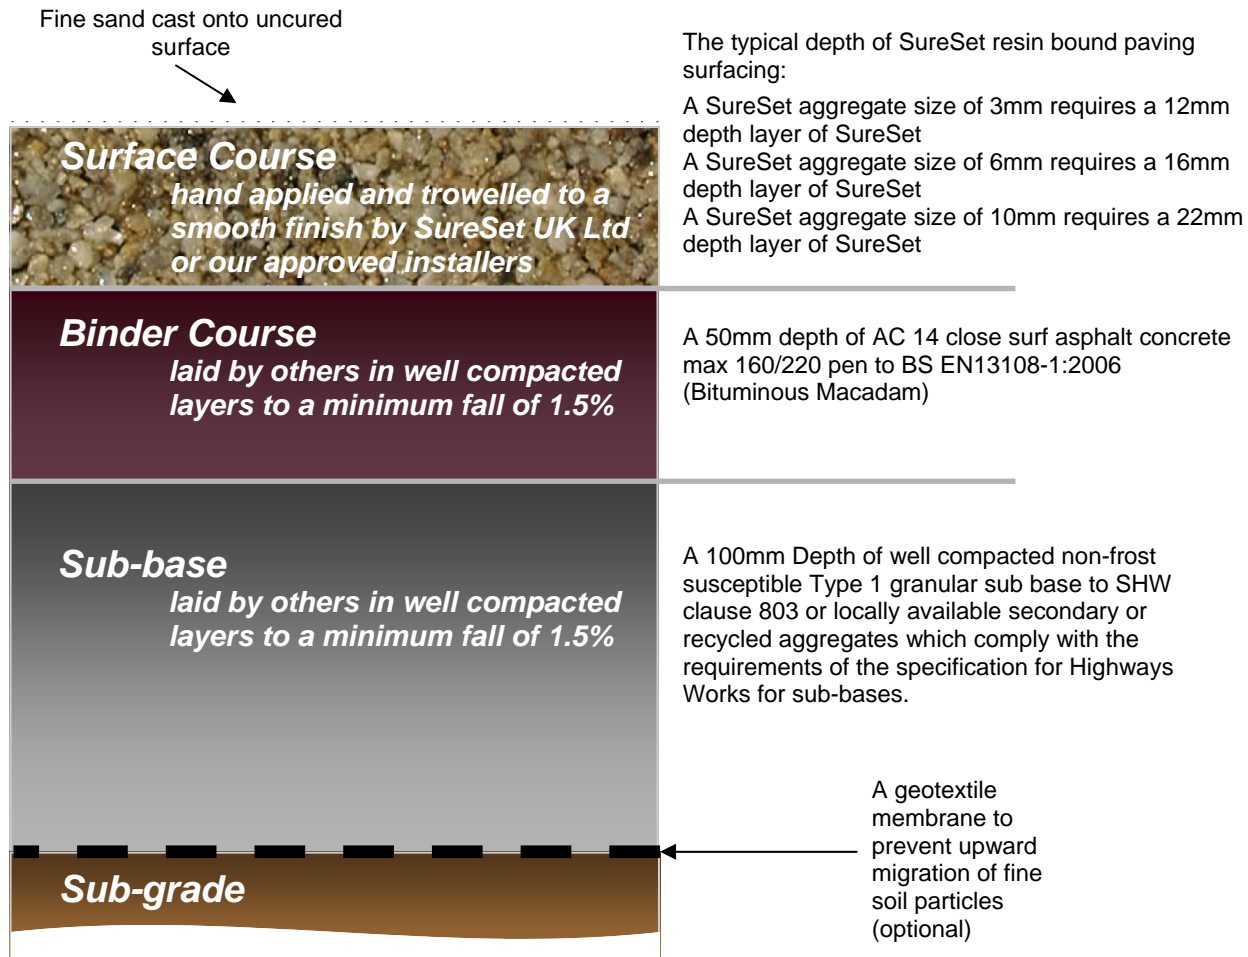 Fine sand cast onto uncured
surface
The typical depth of SureSet resin bound paving
surfacing:
A SureSet aggregate size of 3mm requires a 12mm
depth layer of SureSet
A SureSet aggregate size of 6mm requires a 16mm
depth layer of SureSet
A SureSet aggregate size of 10mm requires a 22mm
depth layer of SureSet
Surface Course
hand applied and trowelled to a
smooth finish by SureSet UK Ltd
or our approved installers
Binder Course
laid by others in well compacted
layers to a minimum fall of 1.5%
A 50mm depth of AC 14 close surf asphalt concrete
max 160/220 pen to BS EN13108-1:2006
(Bituminous Macadam)
Sub-base
laid by others in well compacted
layers to a minimum fall of 1.5%
A 100mm Depth of well compacted non-frost
susceptible Type 1 granular sub base to SHW
clause 803 or locally available secondary or
recycled aggregates which comply with the
requirements of the specification for Highways
Works for sub-bases.
A geotextile
membrane to
prevent upward
migration of fine
soil particles
(optional)
Sub-grade